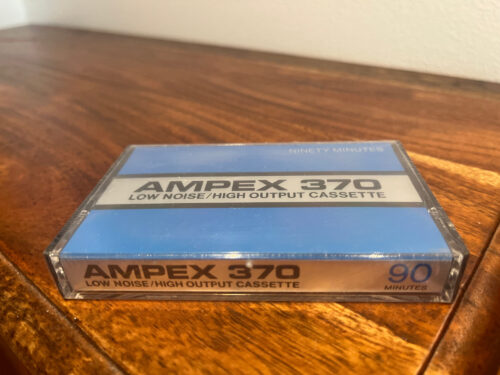 NINETY MINUTES
AMPEX 370
LOW NOISE/HIGH OUTPUT CASSETTE
AMPEX 370
LOW NOISE/HIGH OUTPUT CASSETTE
90
MINUTES